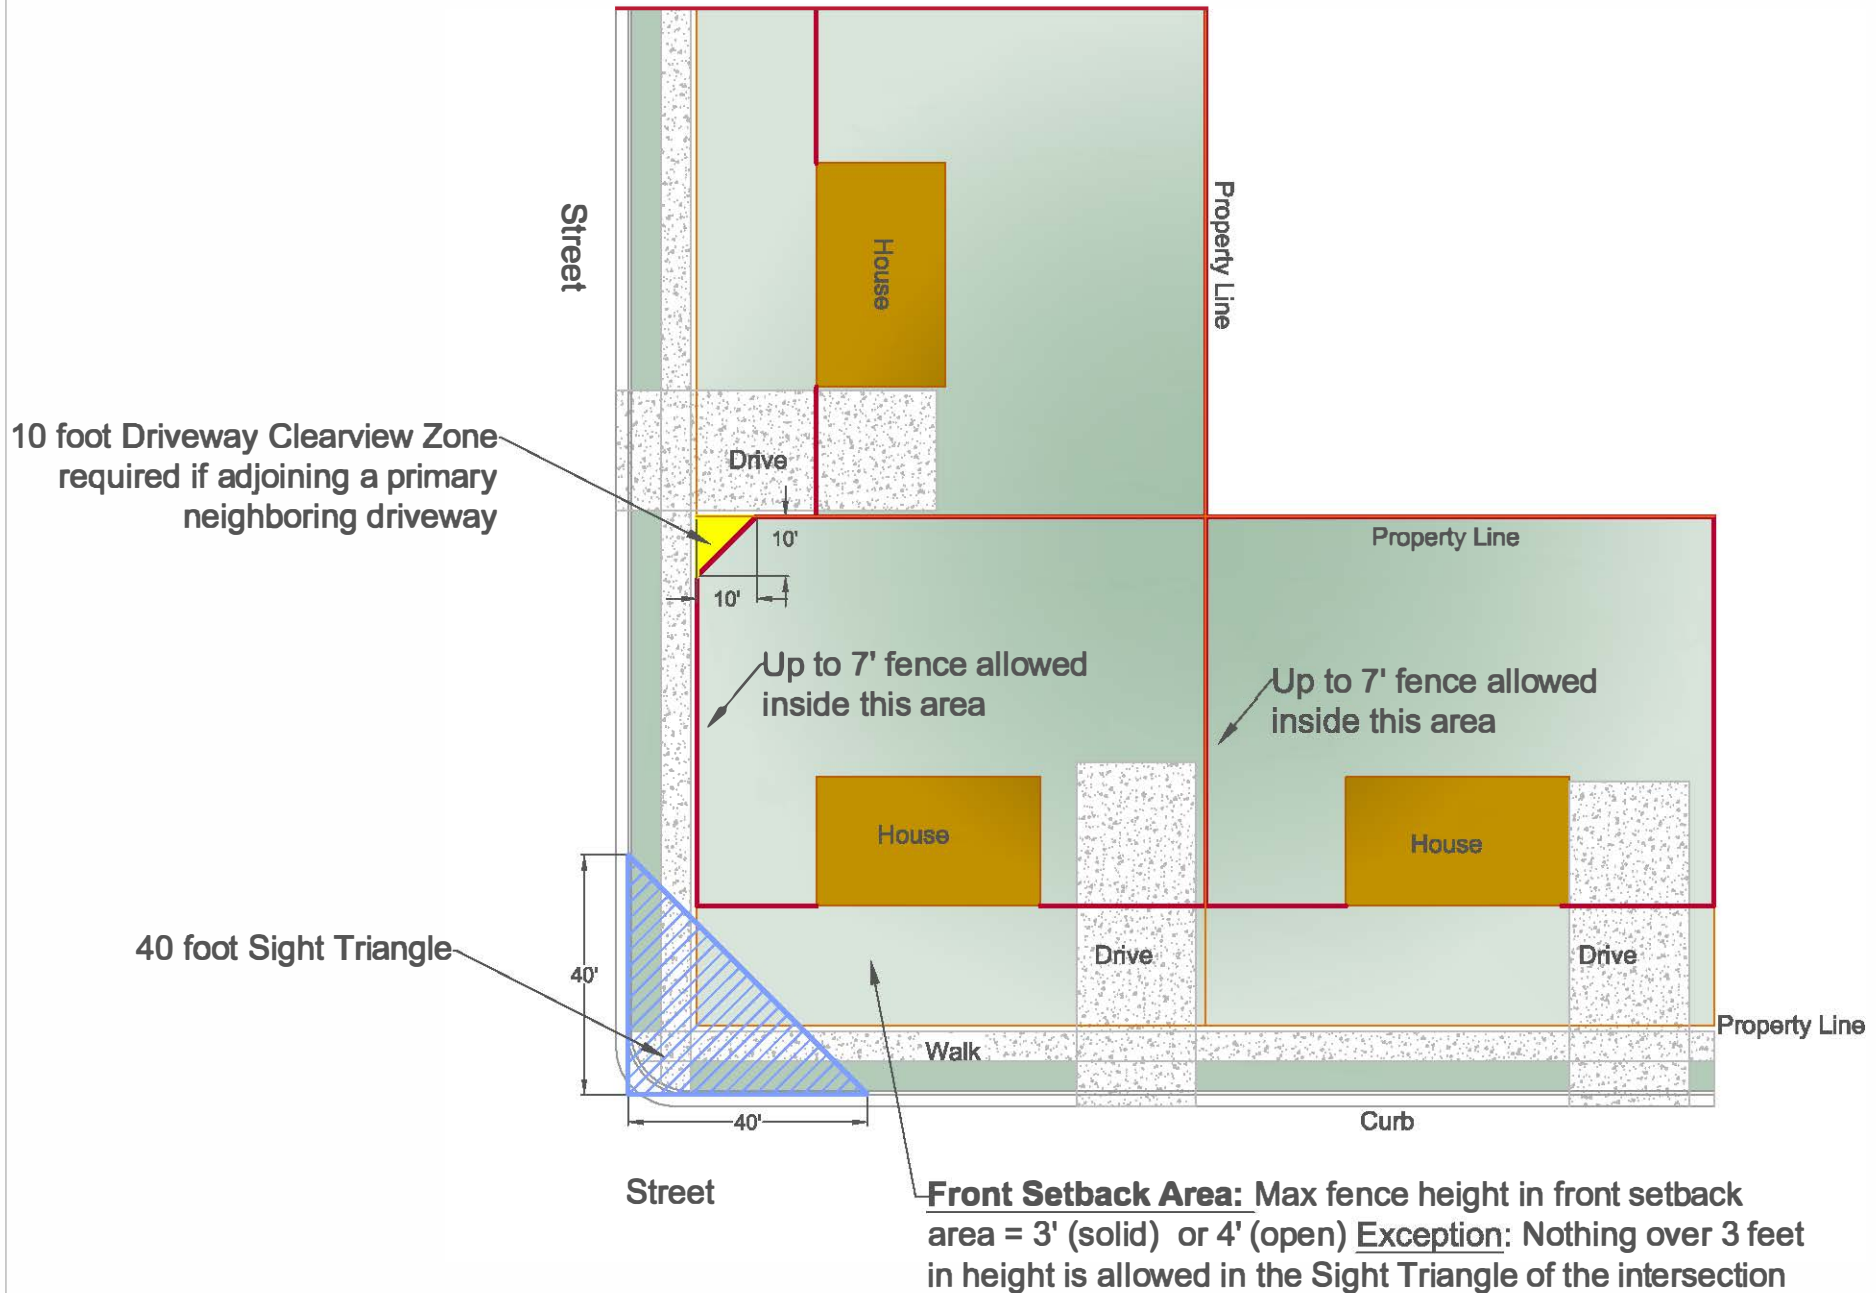 Street
House
Property Line
10 foot Driveway Clearview Zone
required if adjoining a primary
neighboring driveway
Drive
10'
10'
Property Line
Up to 7' fence allowed
inside this area
Up to 7' fence allowed
inside this area
House
House
40 foot Sight Triangle
40'
Drive
Drive
Property Line
Walk
40'
Curb
Street
Front Setback Area: Max fence height in front setback
area = 3' (solid) or 4' (open) Exception: Nothing over 3 feet
in height is allowed in the Sight Triangle of the intersection